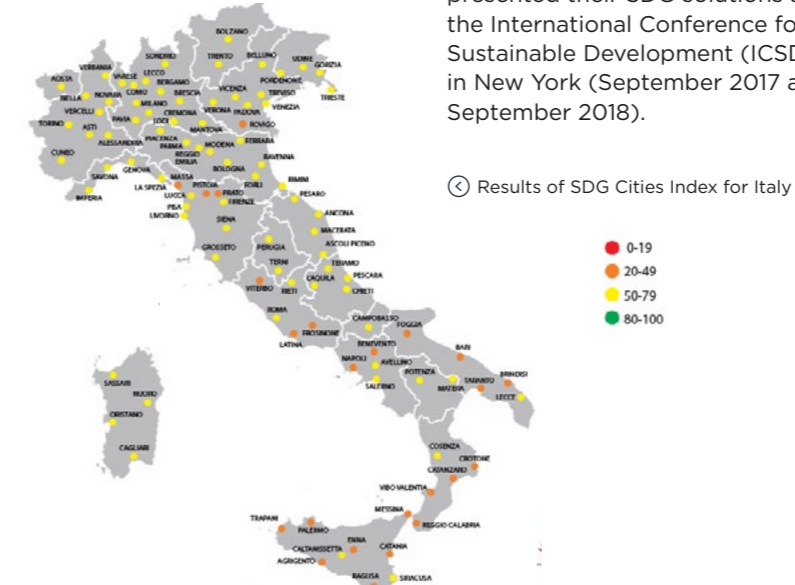 presented their SDG solutions
the International Conference fo
Sustainable Development (ICSD
in New York (September 2017 a
September 2018).
Results of SDG Cities Index for Italy
0-19
20-49
50-79
80-100
BOLZANO
SONDRIO
TRENTO
BELLUNO
UDINE
GORIZIA
VERBANIA
VARESE
LECCO
PORDENONE
AOSTA
COMO
BERGAMO
VICENZA
TREVISO
TRIESTE
BIELLA
NOVARA
MILANO
BRESCIA
VERONA
PADOVA
VENEZIA
VERCELLI
PAVIA
LODI
CREMONA
MANTOVA
ROVIGO
TORINO
ASTI
ALESSANDRIA
PIACENZA
PARMA
REGGIO EMILIA
MODENA
FERRARA
CUNEO
SAVONA
GENOVA
BOLOGNA
RAVENNA
IMPERIA
LA SPEZIA
MASSA
PISTOIA
PRATO
FORLI
RIMINI
LUCCA
FIRENZE
PESARO
PISA
LIVORNO
SIENA
ANCONA
MACERATA
GROSSETO
PERUGIA
ASCOLI PICENO
TERNI
TERAMO
L'AQUILA
PESCARA
VITERBO
RIETI
CHIETI
ROMA
CAMPOBASSO
FOGGIA
LATINA
FROSINONE
BENEVENTO
BARI
NAPOLI
AVELLINO
POTENZA
TARANTO
BRINDISI
SALERNO
MATERA
LECCE
SASSARI
NUORO
ORISTANO
CAGLIARI
COSENZA
CROTONE
CATANZARO
VIBO VALENTIA
MESSINA
REGGIO CALABRIA
TRAPANI
PALERMO
ENNA
CALTANISSETTA
CATANIA
AGRIGENTO
RAGUSA
SIRACUSA